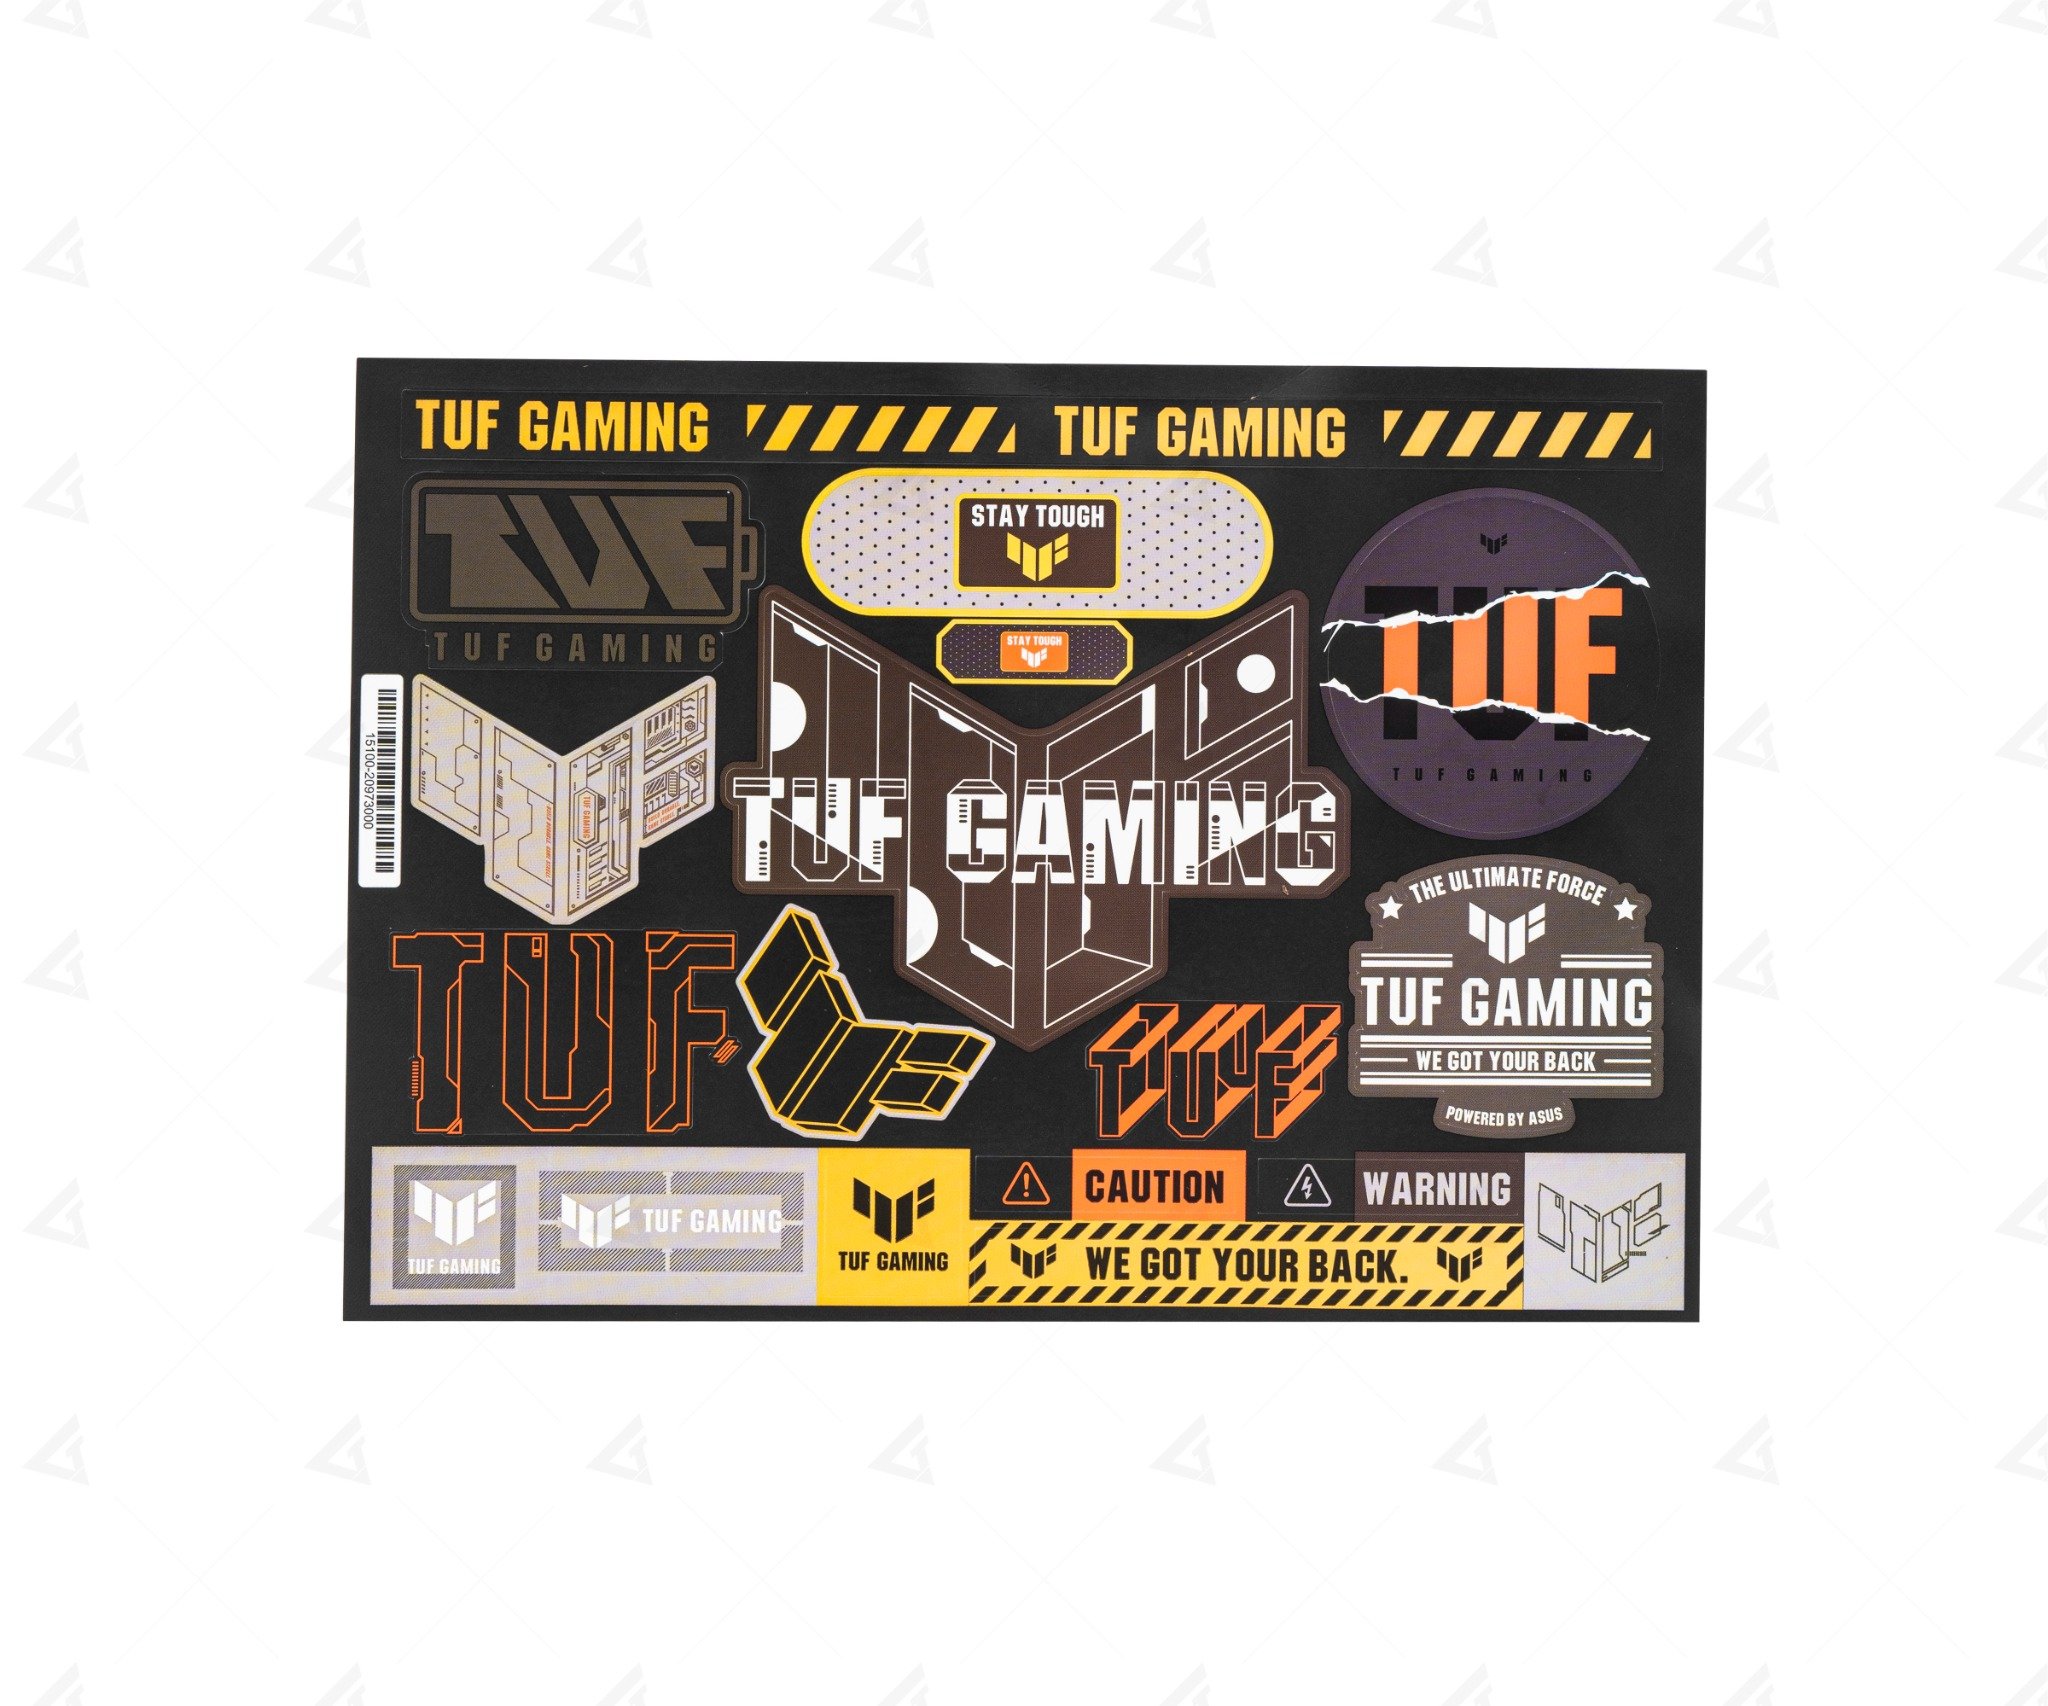 TUF GAMING TUF GAMING
TUF
TUF GAMING
STAY TOUGH
STAY TOUGH
TUF
TUF GAMING
15100-20973000
TUF GAMING
TUF GAMING
THE ULTIMATE FORCE
TUF GAMING
WE GOT YOUR BACK
POWERED BY ASUS
TUF
TUF
TUF GAMING
TUF GAMING
TUF GAMING
CAUTION
WARNING
WE GOT YOUR BACK.